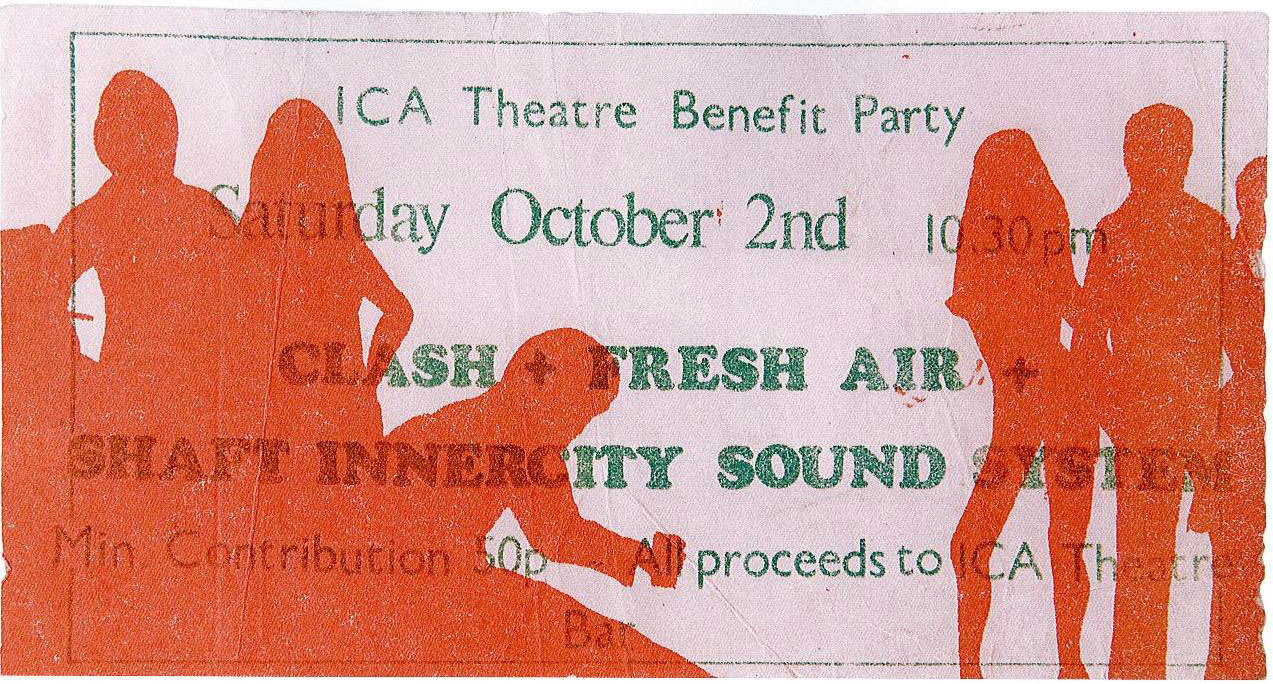 ICA Theatre Benefit Party
Saturday October 2nd 10.30pm
CLASH + FRESH AIR +
SHAFT INNERCITY SOUND SYSTEM
Min Contribution 50p - All proceeds to ICA Theatre
Bar